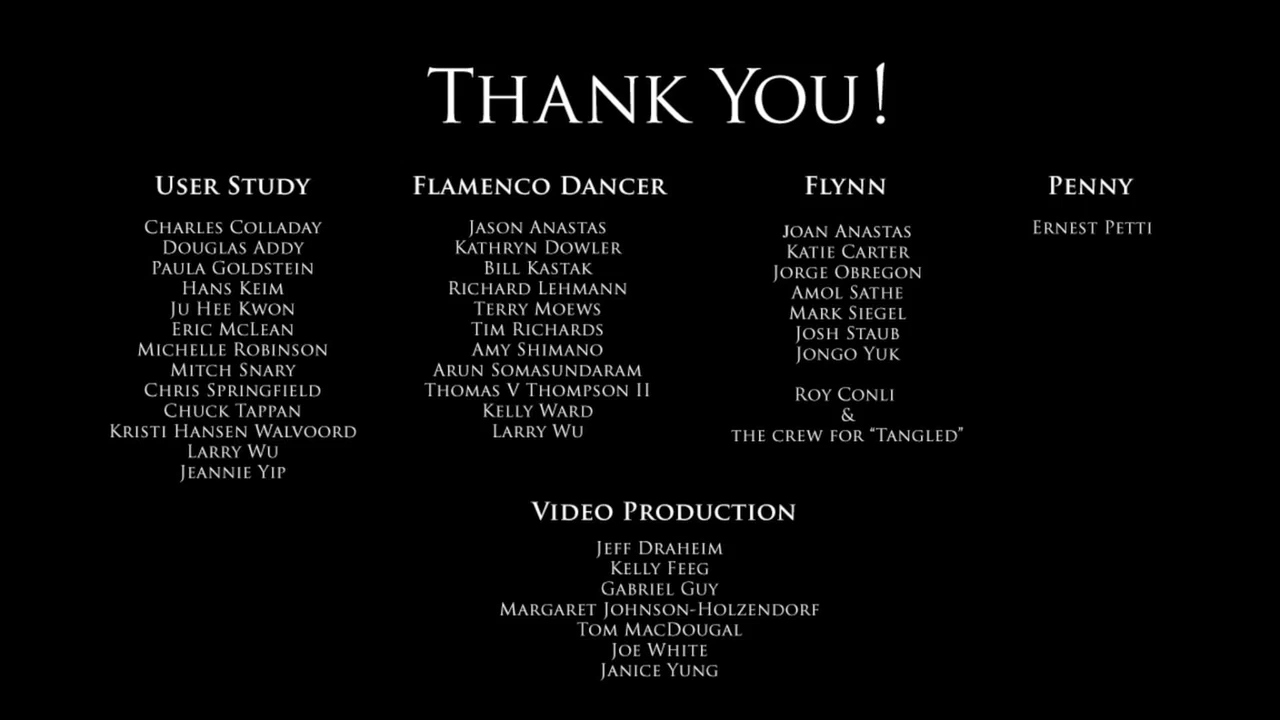 THANK YOU!
USER STUDY
CHARLES COLLADAY
DOUGLAS ADDY
PAULA GOLDSTEIN
HANS KEIM
JU HEE KWON
ERIC MCLEAN
MICHELLE ROBINSON
MITCH SNARY
CHRIS SPRINGFIELD
CHUCK TAPPAN
KRISTI HANSEN WALVOORD
LARRY WU
JEANNIE YIP
FLAMENCO DANCER
JASON ANASTAS
KATHRYN DOWLER
BILL KASTAK
RICHARD LEHMANN
TERRY MOEWS
TIM RICHARDS
AMY SHIMANO
ARUN SOMASUNDARAM
THOMAS V THOMPSON II
KELLY WARD
LARRY WU
FLYNN
JOAN ANASTAS
KATIE CARTER
JORGE OBREGON
AMOL SATHE
MARK SIEGEL
JOSH STAUB
JONGO YUK
ROY CONLI
&
THE CREW FOR “TANGLED”
PENNY
ERNEST PETTI
VIDEO PRODUCTION
JEFF DRAHEIM
KELLY FEEG
GABRIEL GUY
MARGARET JOHNSON-HOLZENDORF
TOM MACDOUGAL
JOE WHITE
JANICE YUNG